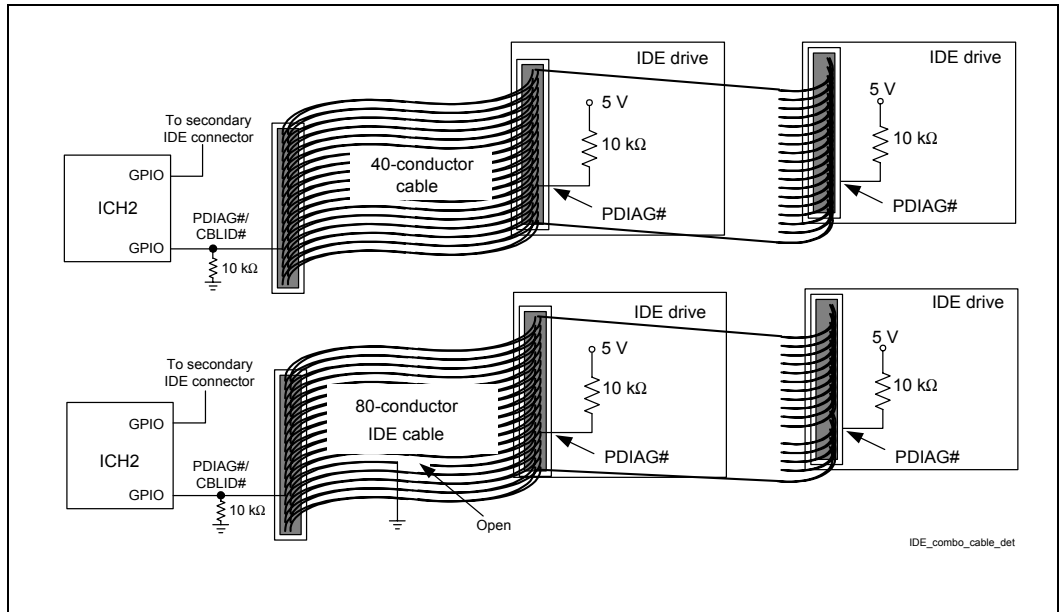 IDE drive
IDE drive
5 V
5 V
10 kΩ
10 kΩ
To secondary
IDE connector
40-conductor
cable
GPIO
ICH2
PDIAG#/
CBLID#
PDIAG#
PDIAG#
GPIO
10 kΩ
IDE drive
IDE drive
5 V
5 V
10 kΩ
10 kΩ
To secondary
IDE connector
80-conductor
IDE cable
GPIO
ICH2
PDIAG#/
CBLID#
PDIAG#
PDIAG#
GPIO
10 kΩ
Open
IDE_combo_cable_det